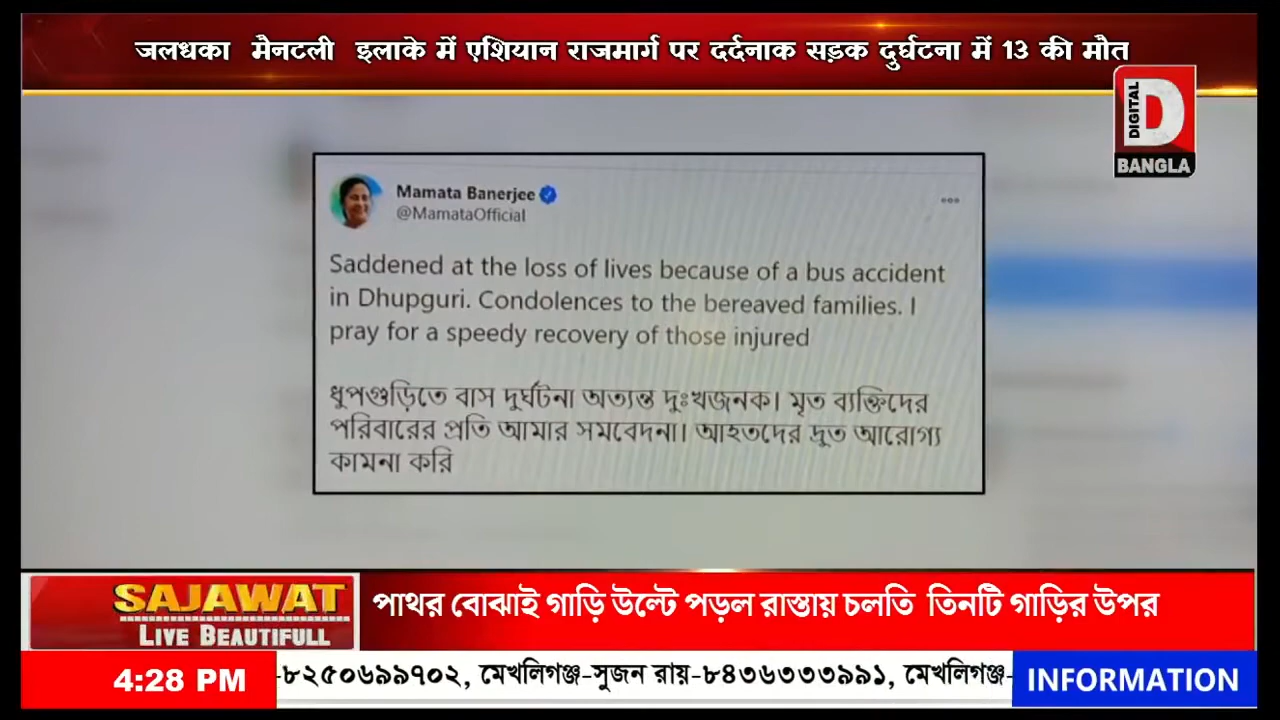 जलधका मैनटली इलाके में एशियान राजमार्ग पर दर्दनाक सड़क दुर्घटना में 13 की मौत
DIGITAL
D
BANGLA
Mamata Banerjee
@MamataOfficial
Saddened at the loss of lives because of a bus accident
in Dhupguri. Condolences to the bereaved families. I
pray for a speedy recovery of those injured
ধুপগুড়িতে বাস দুর্ঘটনা অত্যন্ত দুঃখজনক। মৃত ব্যক্তিদের
পরিবারের প্রতি আমার সমবেদনা। আহতদের দ্রুত আরোগ্য
কামনা করি
SAJAWAT
LIVE BEAUTIFULL
পাথর বোঝাই গাড়ি উল্টে পড়ল রাস্তায় চলতি তিনটি গাড়ির উপর
4:28 PM
-৮২৫০৬৯৯৭০২, মেখলিগঞ্জ-সুজন রায়-৮৪৩৬৩৩৩৯৯১, মেখলিগঞ্জ-
INFORMATION